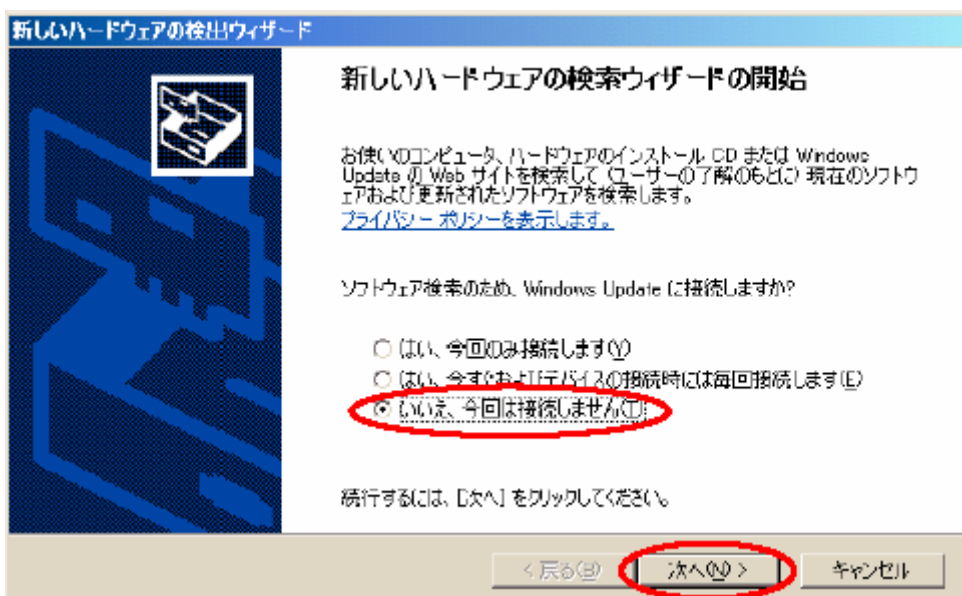 新しいハードウェアの検出ウィザード
新しいハードウェアの検索ウィザードの開始
お使いのコンピュータ、ハードウェアのインストール CD または Windows
Update の Web サイトを検索して (ユーザーの了解のもとに) 現在のソフトウ
ェアおよび更新されたソフトウェアを検索します。
プライバシー ポリシーを表示します。
ソフトウェア検索のため、Windows Update に接続しますか?
はい、今回のみ接続します(Y)
はい、今すぐおよびデバイスの接続時には毎回接続します(E)
いいえ、今回は接続しません(T)
続行するには、[次へ] をクリックしてください。
< 戻る(B) 次へ(N) > キャンセル